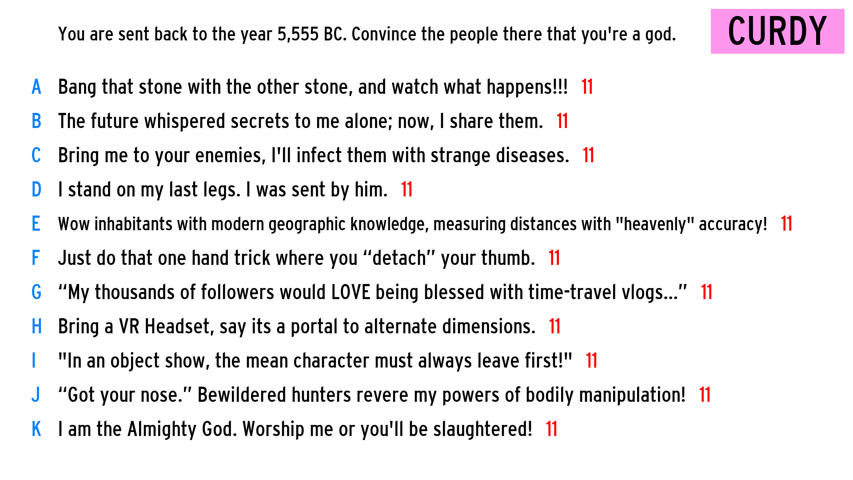 You are sent back to the year 5,555 BC. Convince the people there that you're a god.
CURDY
A Bang that stone with the other stone, and watch what happens!!! 11
B The future whispered secrets to me alone; now, I share them. 11
C Bring me to your enemies, I'll infect them with strange diseases. 11
D I stand on my last legs. I was sent by him. 11
E Wow inhabitants with modern geographic knowledge, measuring distances with "heavenly" accuracy! 11
F Just do that one hand trick where you “detach” your thumb. 11
G “My thousands of followers would LOVE being blessed with time-travel vlogs...” 11
H Bring a VR Headset, say its a portal to alternate dimensions. 11
I "In an object show, the mean character must always leave first!" 11
J “Got your nose.” Bewildered hunters revere my powers of bodily manipulation! 11
K I am the Almighty God. Worship me or you'll be slaughtered! 11